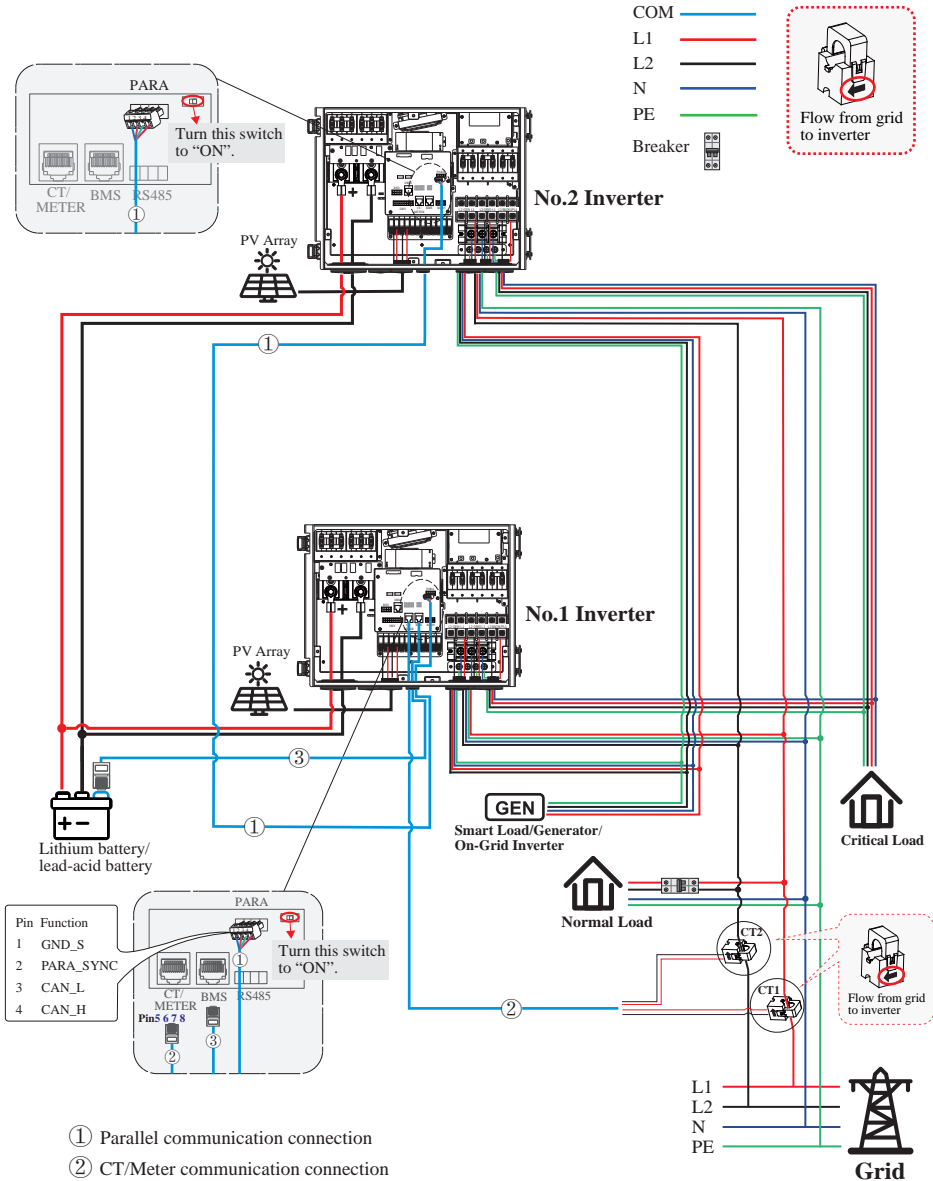 COM
L1
L2
N
PE
Breaker
Flow from grid
to inverter
PARA
Turn this switch
to “ON”.
CT/
METER
BMS
RS485
①
No.2 Inverter
PV Array
+
-
①
No.1 Inverter
PV Array
+
-
③
①
Lithium battery/
lead-acid battery
GEN
Smart Load/Generator/
On-Grid Inverter
Critical Load
Normal Load
CT2
CT1
Flow from grid
to inverter
②
Pin Function
1 GND_S
2 PARA_SYNC
3 CAN_L
4 CAN_H
PARA
Turn this switch
to “ON”.
①
CT/
METER
BMS
RS485
Pin5 6 7 8
②
③
L1
L2
N
PE
Grid
① Parallel communication connection
② CT/Meter communication connection